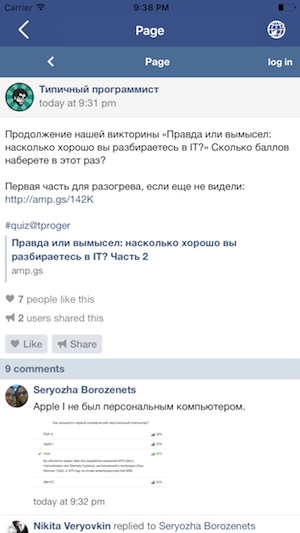 Carrier 9:38 PM
Page
Page log in
Типичный программист
today at 9:31 pm
Продолжение нашей викторины «Правда или вымысел:
насколько хорошо вы разбираетесь в IT?» Сколько баллов
наберете в этот раз?
Первая часть для разогрева, если еще не видели:
http://amp.gs/142K
#quiz@tproger
Правда или вымысел: насколько хорошо вы
разбираетесь в IT? Часть 2
amp.gs
7 people like this
2 users shared this
Like Share
9 comments
Seryozha Borozenets
Apple I не был персональным компьютером.
today at 9:32 pm
Nikita Veryovkin replied to Seryozha Borozenets